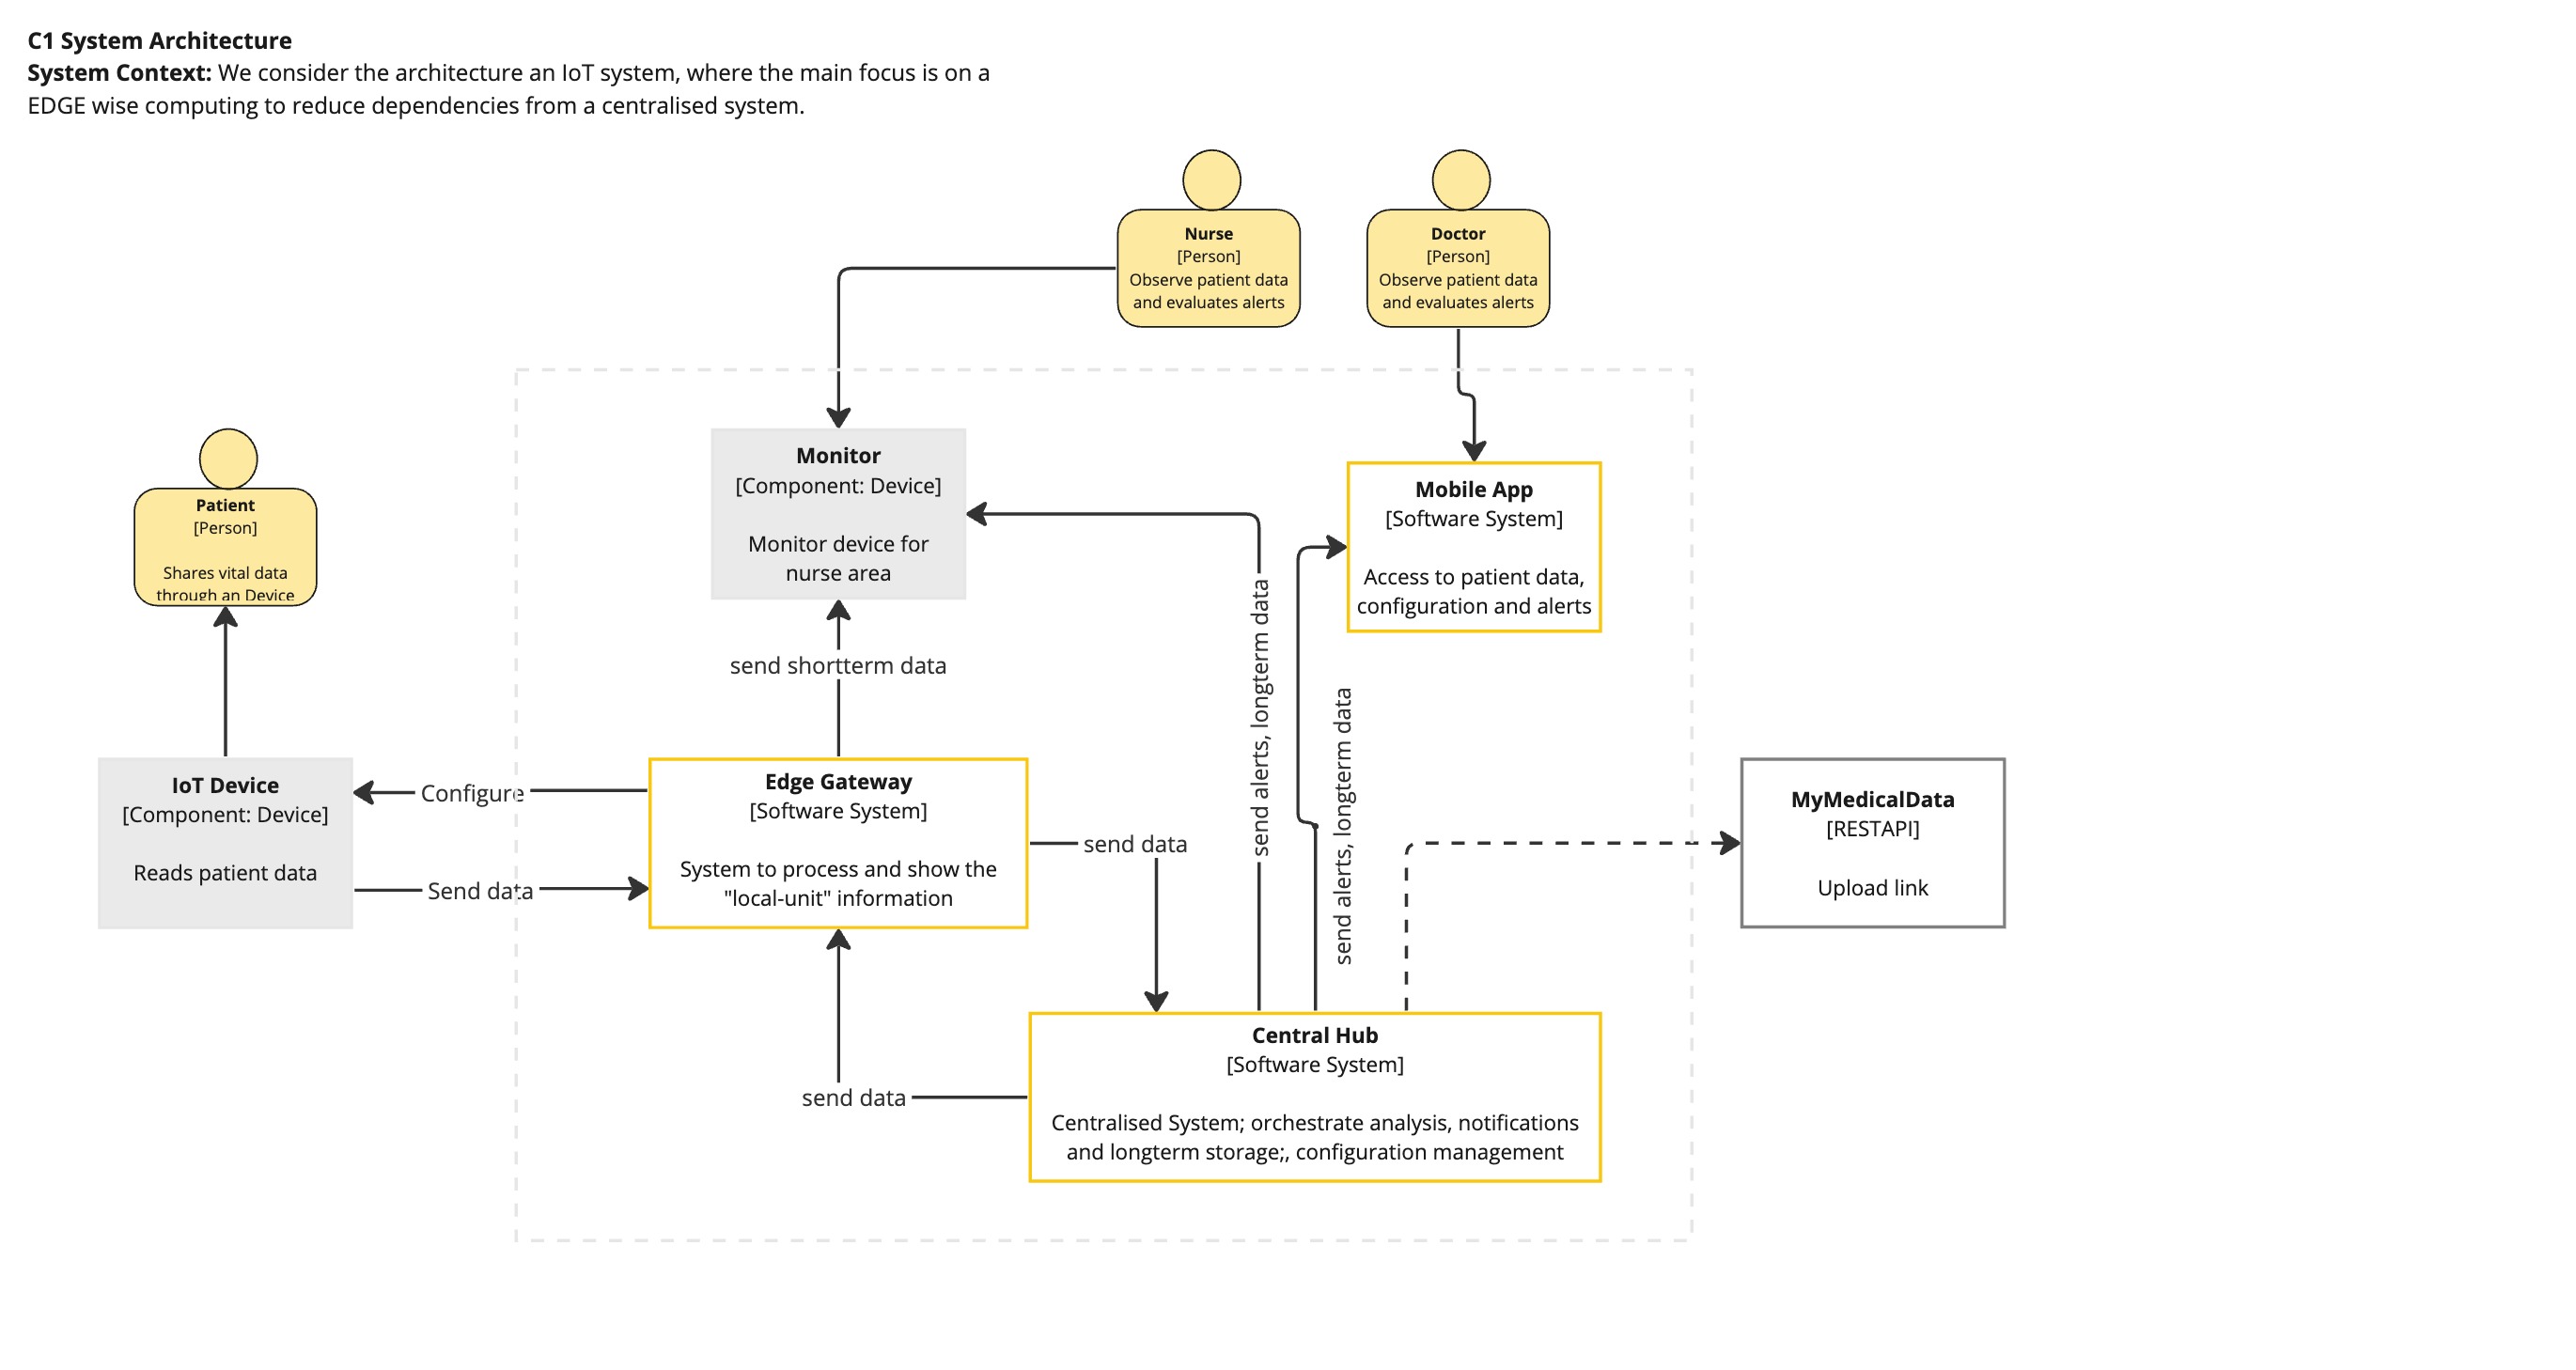 C1 System Architecture
System Context: We consider the architecture an IoT system, where the main focus is on a
EDGE wise computing to reduce dependencies from a centralised system.
Nurse
[Person]
Observe patient data
and evaluates alerts
Doctor
[Person]
Observe patient data
and evaluates alerts
Patient
[Person]
Shares vital data
through an Device
Monitor
[Component: Device]
Monitor device for
nurse area
Mobile App
[Software System]
Access to patient data,
configuration and alerts
send shortterm data
send alerts, longterm data
send alerts, longterm data
IoT Device
[Component: Device]
Reads patient data
Configure
Send data
Edge Gateway
[Software System]
System to process and show the
"local-unit" information
send data
MyMedicalData
[RESTAPI]
Upload link
send data
Central Hub
[Software System]
Centralised System; orchestrate analysis, notifications
and longterm storage;, configuration management